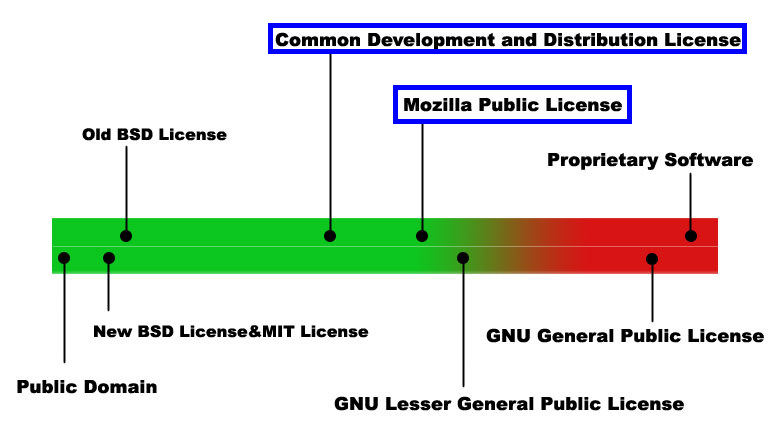 Common Development and Distribution License
Mozilla Public License
Old BSD License
Proprietary Software
New BSD License&MIT License
GNU General Public License
Public Domain
GNU Lesser General Public License